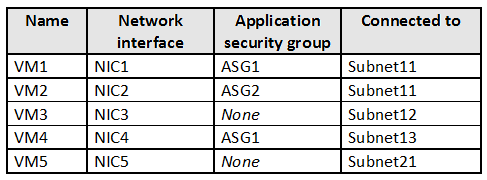 Name Network interface Application security group Connected to
VM1 NIC1 ASG1 Subnet11
VM2 NIC2 ASG2 Subnet11
VM3 NIC3 None Subnet12
VM4 NIC4 ASG1 Subnet13
VM5 NIC5 None Subnet21